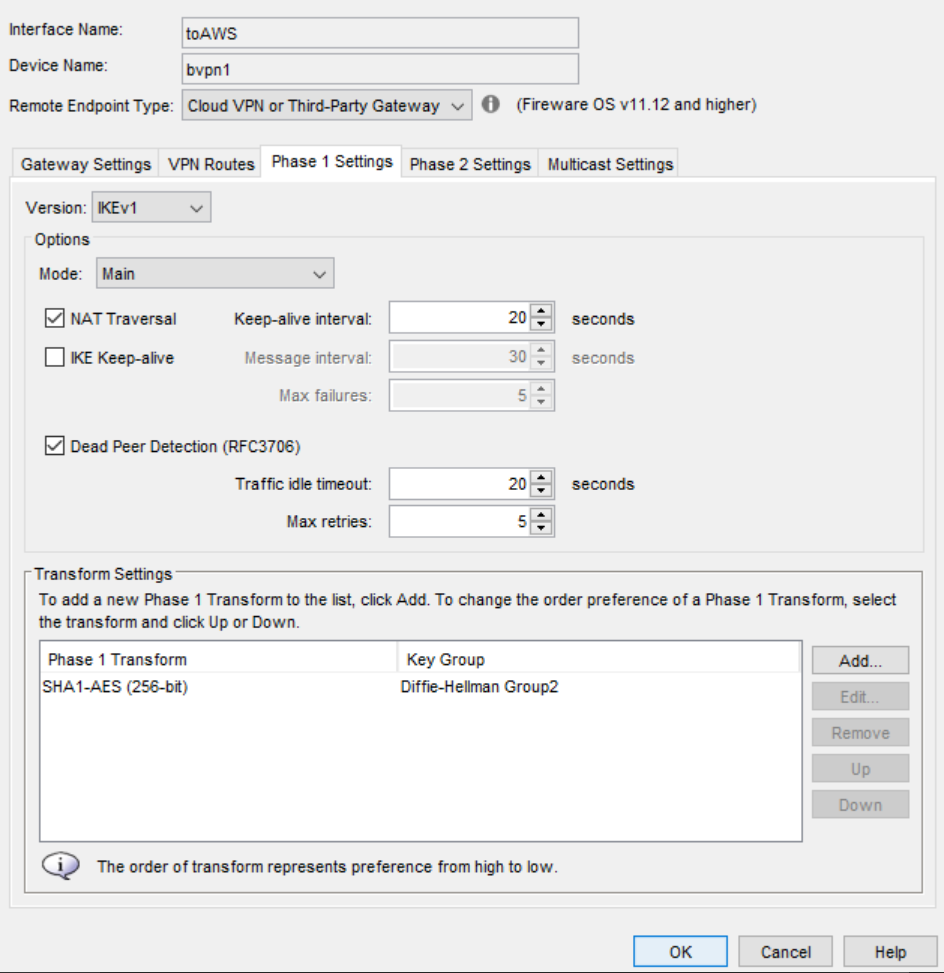 Interface Name: toAWS
Device Name: bvpn1
Remote Endpoint Type: Cloud VPN or Third-Party Gateway (Fireware OS v11.12 and higher)
Gateway Settings VPN Routes Phase 1 Settings Phase 2 Settings Multicast Settings
Version: IKEv1
Options
Mode: Main
NAT Traversal Keep-alive interval: 20 seconds
IKE Keep-alive Message interval: 30 seconds
Max failures: 5
Dead Peer Detection (RFC3706)
Traffic idle timeout: 20 seconds
Max retries: 5
Transform Settings
To add a new Phase 1 Transform to the list, click Add. To change the order preference of a Phase 1 Transform, select
the transform and click Up or Down.
Phase 1 Transform Key Group
SHA1-AES (256-bit) Diffie-Hellman Group2
Add...
Edit...
Remove
Up
Down
The order of transform represents preference from high to low.
OK Cancel Help